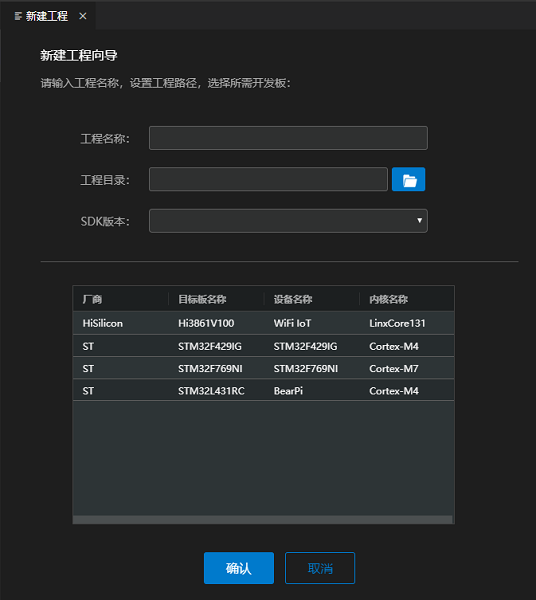 新建工程
新建工程向导
请输入工程名称，设置工程路径，选择所需开发板：
工程名称：
工程目录：
SDK版本：
厂商 目标板名称 设备名称 内核名称
HiSilicon Hi3861V100 WiFi IoT LinxCore131
ST STM32F429IG STM32F429IG Cortex-M4
ST STM32F769NI STM32F769NI Cortex-M7
ST STM32L431RC BearPi Cortex-M4
确认 取消